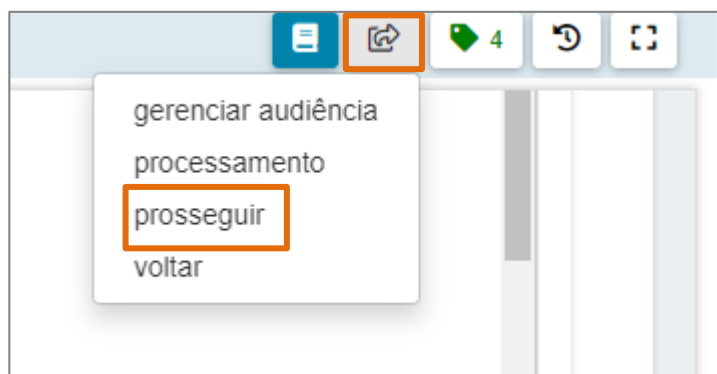 4
gerenciar audiência
processamento
prosseguir
voltar